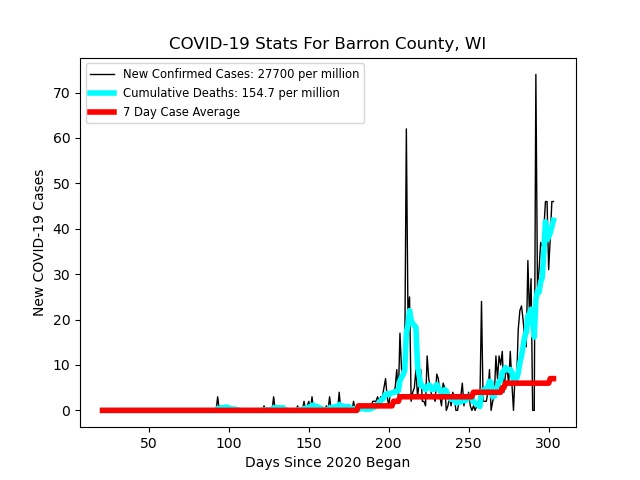 COVID-19 Stats For Barron County, WI
New Confirmed Cases: 27700 per million
Cumulative Deaths: 154.7 per million
7 Day Case Average
New COVID-19 Cases
70
60
50
40
30
20
10
0
50 100 150 200 250 300
Days Since 2020 Began